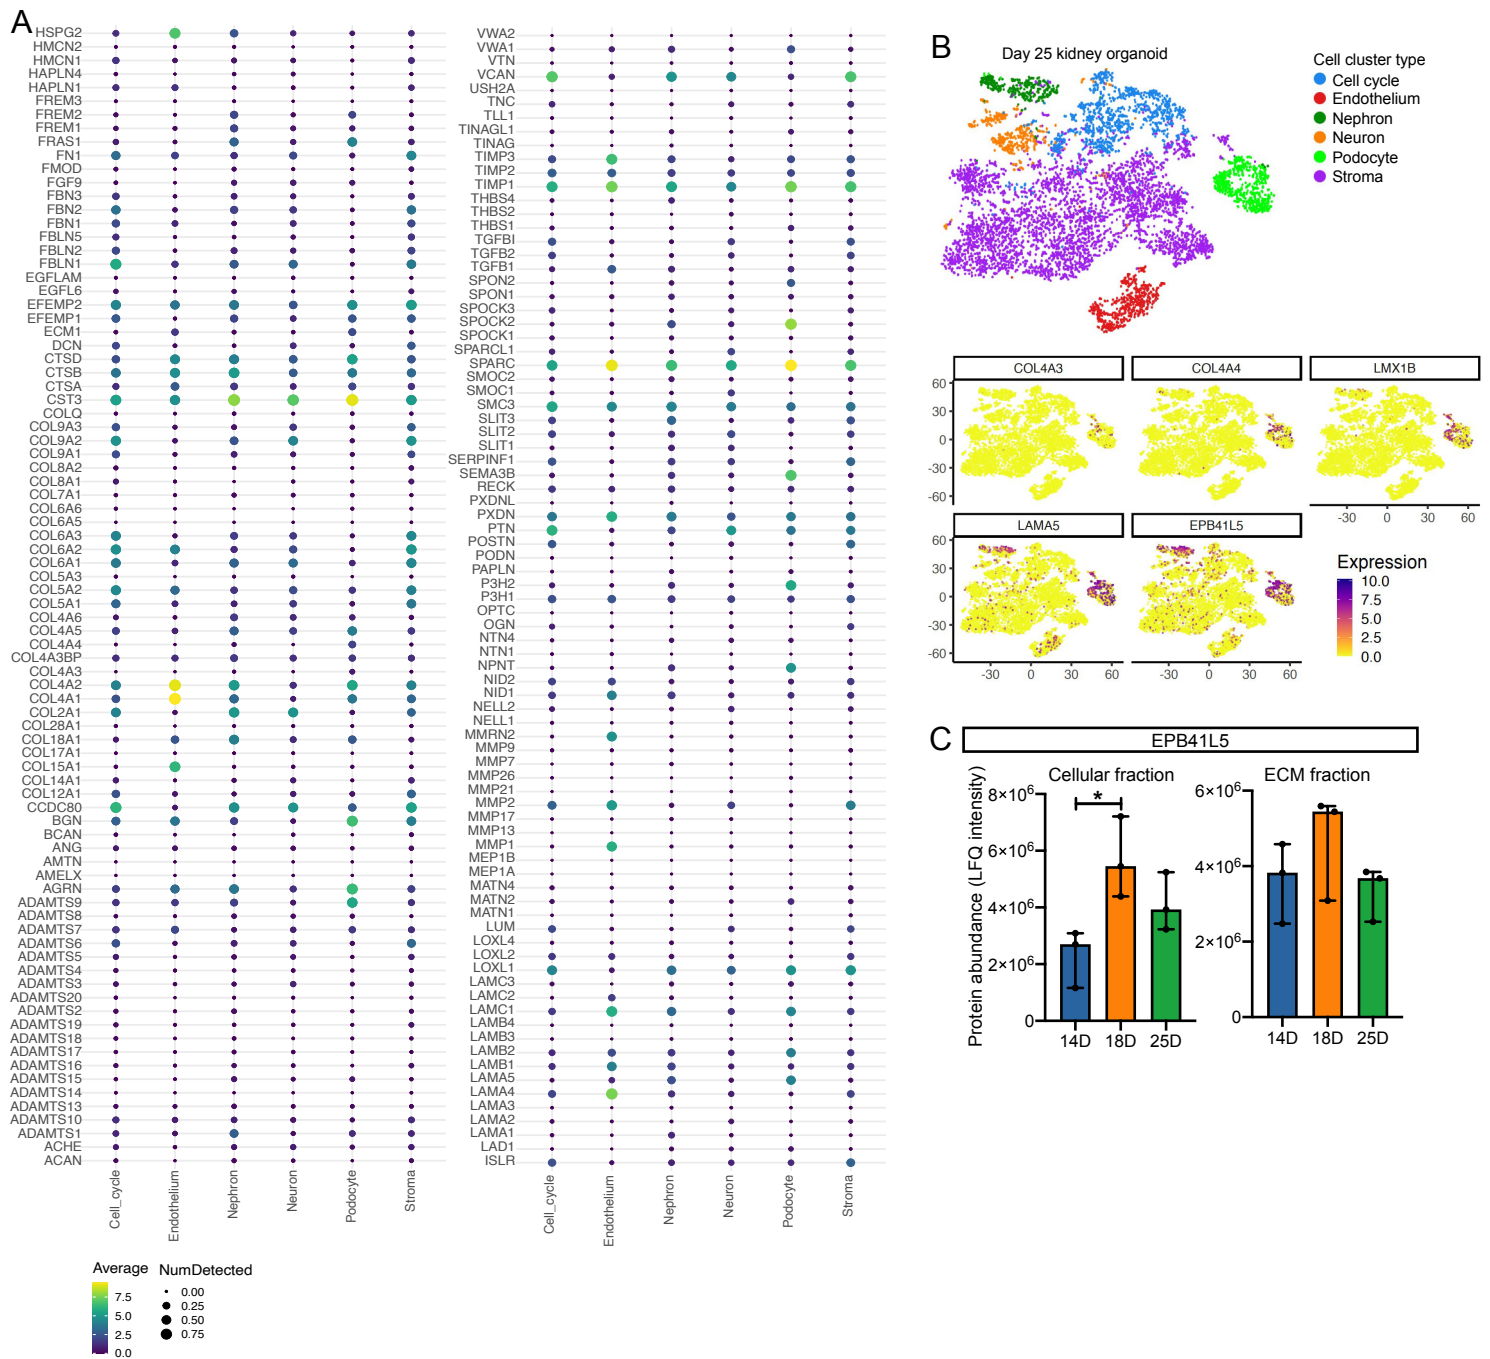 A
HSPG2
HMCN2
HMCN1
HAPLN4
HAPLN1
FREM3
FREM2
FREM1
FRAS1
FN1
FMOD
FGF9
FBN3
FBN2
FBN1
FBLN5
FBLN2
FBLN1
EGFLAM
EGFL6
EFEMP2
EFEMP1
ECM1
DCN
CTSD
CTSB
CTSA
CST3
COLQ
COL9A3
COL9A2
COL9A1
COL8A2
COL8A1
COL7A1
COL6A6
COL6A5
COL6A3
COL6A2
COL6A1
COL5A3
COL5A2
COL5A1
COL4A6
COL4A5
COL4A4
COL4A3BP
COL4A3
COL4A2
COL4A1
COL2A1
COL28A1
COL18A1
COL17A1
COL15A1
COL14A1
COL12A1
CCDC80
BGN
BCAN
ANG
AMTN
AMELX
AGRN
ADAMTS9
ADAMTS8
ADAMTS7
ADAMTS6
ADAMTS5
ADAMTS4
ADAMTS3
ADAMTS20
ADAMTS2
ADAMTS19
ADAMTS18
ADAMTS17
ADAMTS16
ADAMTS15
ADAMTS14
ADAMTS13
ADAMTS10
ADAMTS1
ACHE
ACAN
Cell_cycle
Endothelium
Nephron
Neuron
Podocyte
Stroma
VWA2
VWA1
VTN
VCAN
USH2A
TNC
TLL1
TINAGL1
TINAG
TIMP3
TIMP2
TIMP1
THBS4
THBS2
THBS1
TGFBI
TGFB2
TGFB1
SPON2
SPON1
SPOCK3
SPOCK2
SPOCK1
SPARCL1
SPARC
SMOC2
SMOC1
SMC3
SLIT3
SLIT2
SLIT1
SERPINF1
SEMA3B
RECK
PXDNL
PXDN
PTN
POSTN
PODN
PAPLN
P3H2
P3H1
OPTC
OGN
NTN4
NTN1
NPNT
NID2
NID1
NELL2
NELL1
MMRN2
MMP9
MMP7
MMP26
MMP21
MMP2
MMP17
MMP13
MMP1
MEP1B
MEP1A
MATN4
MATN2
MATN1
LUM
LOXL4
LOXL2
LOXL1
LAMC3
LAMC2
LAMC1
LAMB4
LAMB3
LAMB2
LAMB1
LAMA5
LAMA4
LAMA3
LAMA2
LAMA1
LAD1
ISLR
Cell_cycle
Endothelium
Nephron
Neuron
Podocyte
Stroma
Average
7.5
5.0
2.5
0.0
NumDetected
0.00
0.25
0.50
0.75
B
Day 25 kidney organoid
Cell cluster type
Cell cycle
Endothelium
Nephron
Neuron
Podocyte
Stroma
COL4A3
COL4A4
LMX1B
60
30
0
-30
-60
-30 0 30 60
LAMA5
EPB41L5
60
30
0
-30
-60
-30 0 30 60
-30 0 30 60
Expression
10.0
7.5
5.0
2.5
0.0
C
EPB41L5
Cellular fraction
ECM fraction
Protein abundance (LFQ intensity)
8×10⁶
6×10⁶
4×10⁶
2×10⁶
0
*
14D 18D 25D
6×10⁶
4×10⁶
2×10⁶
0
14D 18D 25D